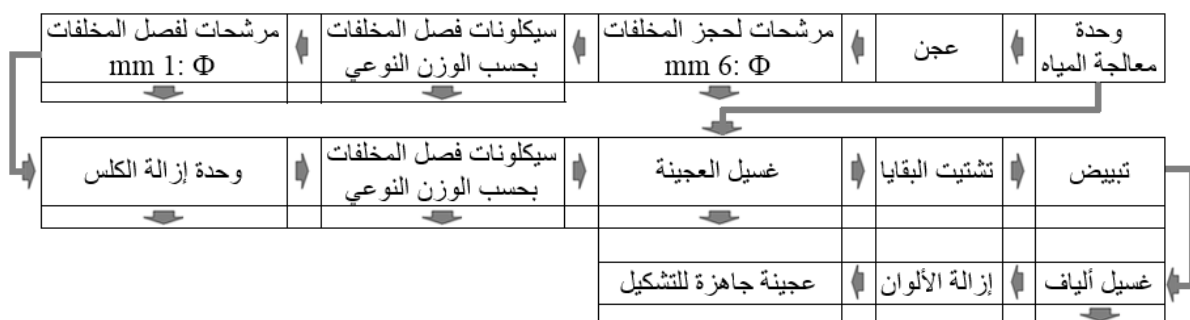 وحدة
معالجة المياه
عجن
مرشحات لحجز المخلفات
mm 6: Φ
سيكلونات فصل المخلفات
بحسب الوزن النوعي
مرشحات لفصل المخلفات
mm 1: Φ
وحدة إزالة الكلس
سيكلونات فصل المخلفات
بحسب الوزن النوعي
غسيل العجينة
تشتيت البقايا
تبييض
غسيل ألياف
إزالة الألوان
عجينة جاهزة للتشكيل